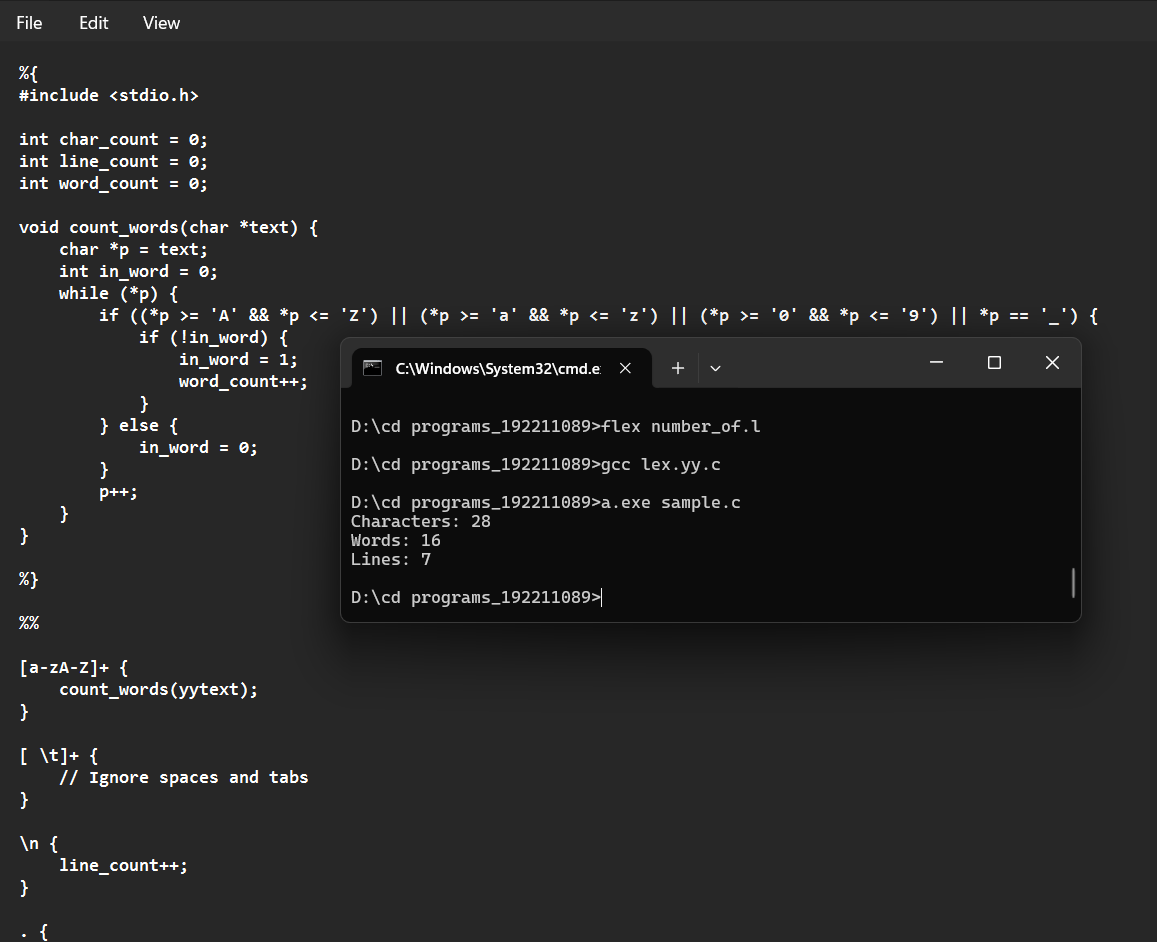 File Edit View
%{
#include <stdio.h>
int char_count = 0;
int line_count = 0;
int word_count = 0;
void count_words(char *text) {
    char *p = text;
    int in_word = 0;
    while (*p) {
        if ((*p >= 'A' && *p <= 'Z') || (*p >= 'a' && *p <= 'z') || (*p >= '0' && *p <= '9') || *p == '_') {
            if (!in_word) {
                in_word = 1;
                word_count++;
            }
        } else {
            in_word = 0;
        }
        p++;
    }
}
%}
%%
[a-zA-Z]+ {
    count_words(yytext);
}
[ \t]+ {
    // Ignore spaces and tabs
}
\n {
    line_count++;
}
. {
C:\Windows\System32\cmd.e
D:\cd programs_192211089>flex number_of.l
D:\cd programs_192211089>gcc lex.yy.c
D:\cd programs_192211089>a.exe sample.c
Characters: 28
Words: 16
Lines: 7
D:\cd programs_192211089>